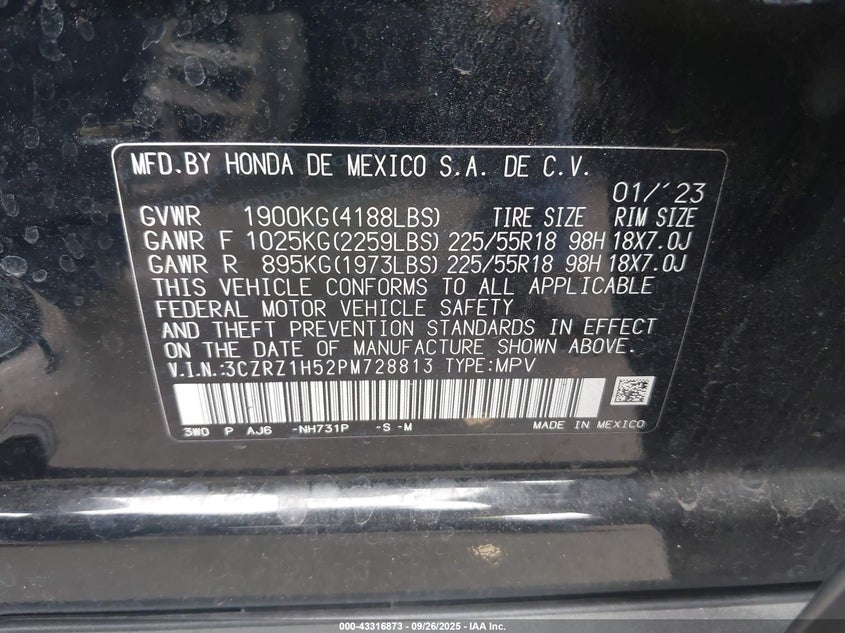 MFD.BY HONDA DE MEXICO S.A. DE C.V.
01/´23
GVWR 1900KG(4188LBS) TIRE SIZE RIM SIZE
GAWR F 1025KG(2259LBS) 225/55R18 98H 18X7.0J
GAWR R 895KG(1973LBS) 225/55R18 98H 18X7.0J
THIS VEHICLE CONFORMS TO ALL APPLICABLE
FEDERAL MOTOR VEHICLE SAFETY
AND THEFT PREVENTION STANDARDS IN EFFECT
ON THE DATE OF MANUFACTURE SHOWN ABOVE.
V.I.N.:3CZRZ1H52PM728813 TYPE:MPV
3W0 P AJ6 -NH731P -S -M MADE IN MEXICO
000-43316873 - 09/26/2025 - IAA Inc.